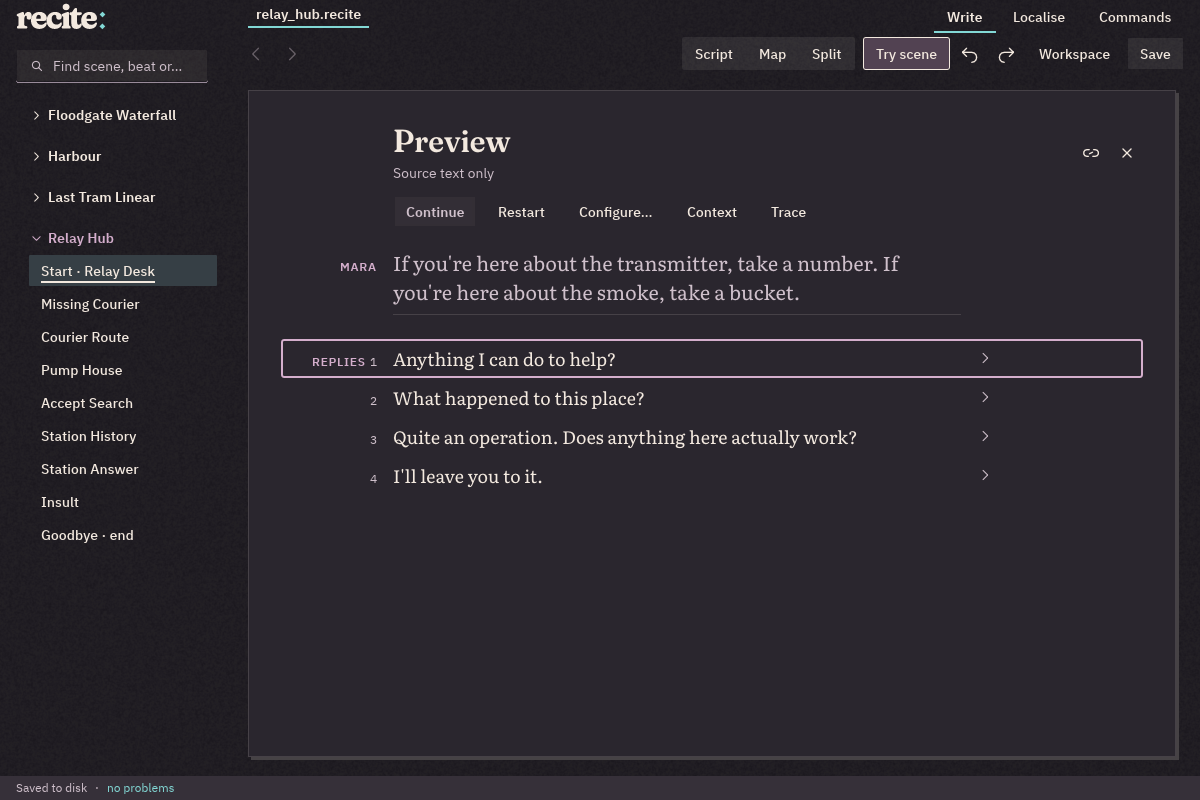 recite:
relay_hub.recite
Write
Localise
Commands
Find scene, beat or...
Script
Map
Split
Try scene
Workspace
Save
Floodgate Waterfall
Harbour
Last Tram Linear
Relay Hub
Start · Relay Desk
Missing Courier
Courier Route
Pump House
Accept Search
Station History
Station Answer
Insult
Goodbye · end
Preview
Source text only
Continue
Restart
Configure...
Context
Trace
MARA
If you're here about the transmitter, take a number. If
you're here about the smoke, take a bucket.
REPLIES 1 Anything I can do to help?
2 What happened to this place?
3 Quite an operation. Does anything here actually work?
4 I'll leave you to it.
Saved to disk · no problems